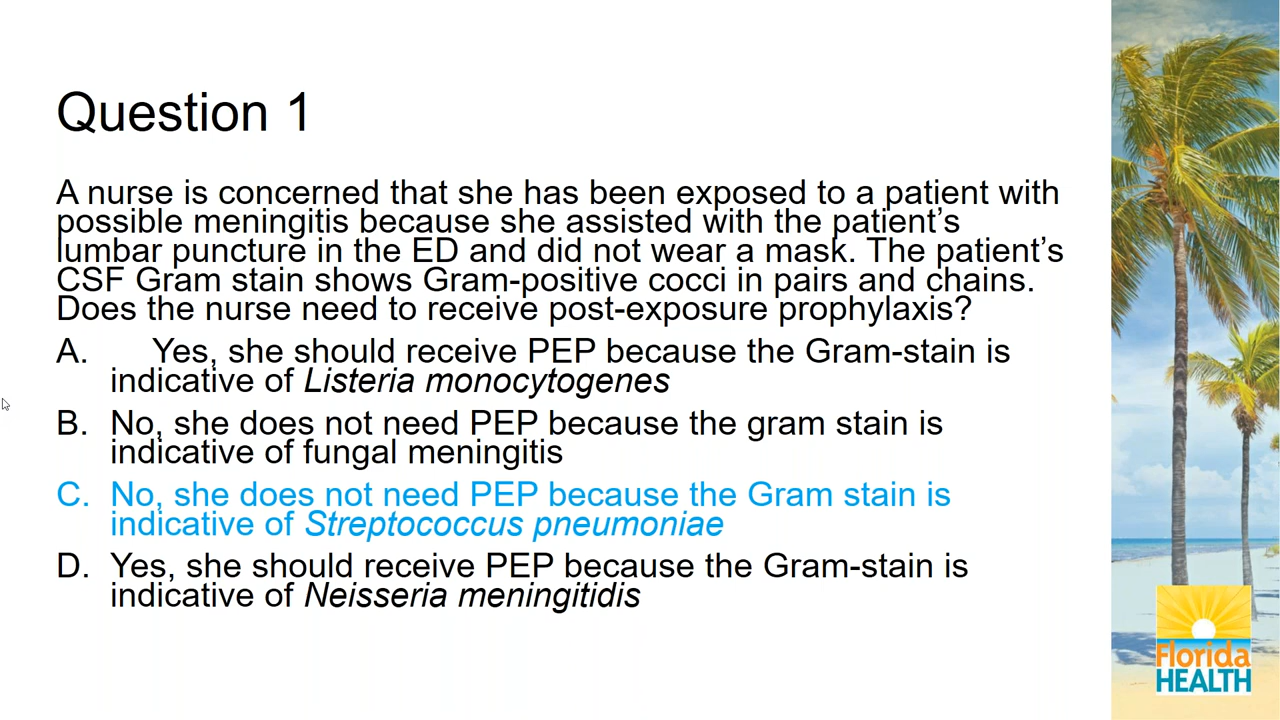 Question 1
A nurse is concerned that she has been exposed to a patient with
possible meningitis because she assisted with the patient’s
lumbar puncture in the ED and did not wear a mask. The patient’s
CSF Gram stain shows Gram-positive cocci in pairs and chains.
Does the nurse need to receive post-exposure prophylaxis?
A. Yes, she should receive PEP because the Gram-stain is
indicative of Listeria monocytogenes
B. No, she does not need PEP because the gram stain is
indicative of fungal meningitis
C. No, she does not need PEP because the Gram stain is
indicative of Streptococcus pneumoniae
D. Yes, she should receive PEP because the Gram-stain is
indicative of Neisseria meningitidis
Florida
HEALTH